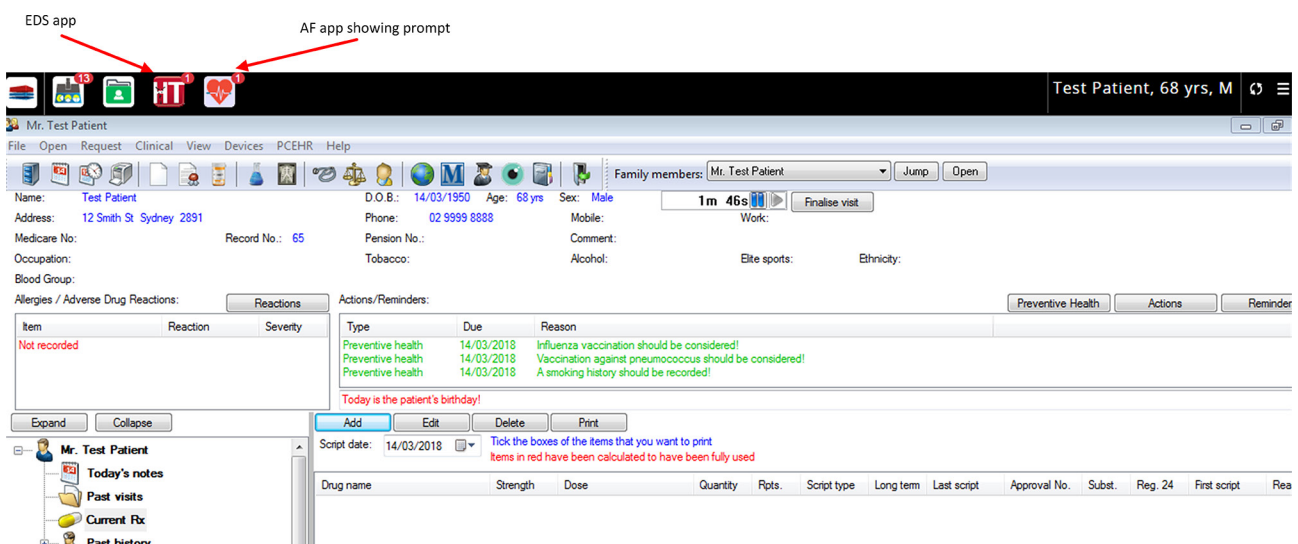 EDS app
AF app showing prompt
13 HT 1 1 Test Patient, 68 yrs, M
Mr. Test Patient
File Open Request Clinical View Devices PCEHR Help
Family members: Mr. Test Patient Jump Open
Name: Test Patient D.O.B.: 14/03/1950 Age: 68 yrs Sex: Male 1m 46s Finalise visit
Address: 12 Smith St Sydney 2891 Phone: 02 9999 8888 Mobile: Work:
Medicare No: Record No.: 65 Pension No.: Comment:
Occupation: Tobacco: Alcohol: Elite sports: Ethnicity:
Blood Group:
Allergies / Adverse Drug Reactions: Reactions Actions/Reminders: Preventive Health Actions Reminder
Item Reaction Severity Type Due Reason
Not recorded Preventive health 14/03/2018 Influenza vaccination should be considered!
Preventive health 14/03/2018 Vaccination against pneumococcus should be considered!
Preventive health 14/03/2018 A smoking history should be recorded!
Today is the patient's birthday!
Expand Collapse Add Edit Delete Print
Script date: 14/03/2018 Tick the boxes of the items that you want to print
Items in red have been calculated to have been fully used
Mr. Test Patient
Today's notes
Drug name Strength Dose Quantity Rpts. Script type Long term Last script Approval No. Subst. Reg. 24 First script Rea
Past visits
Current Rx
Past history